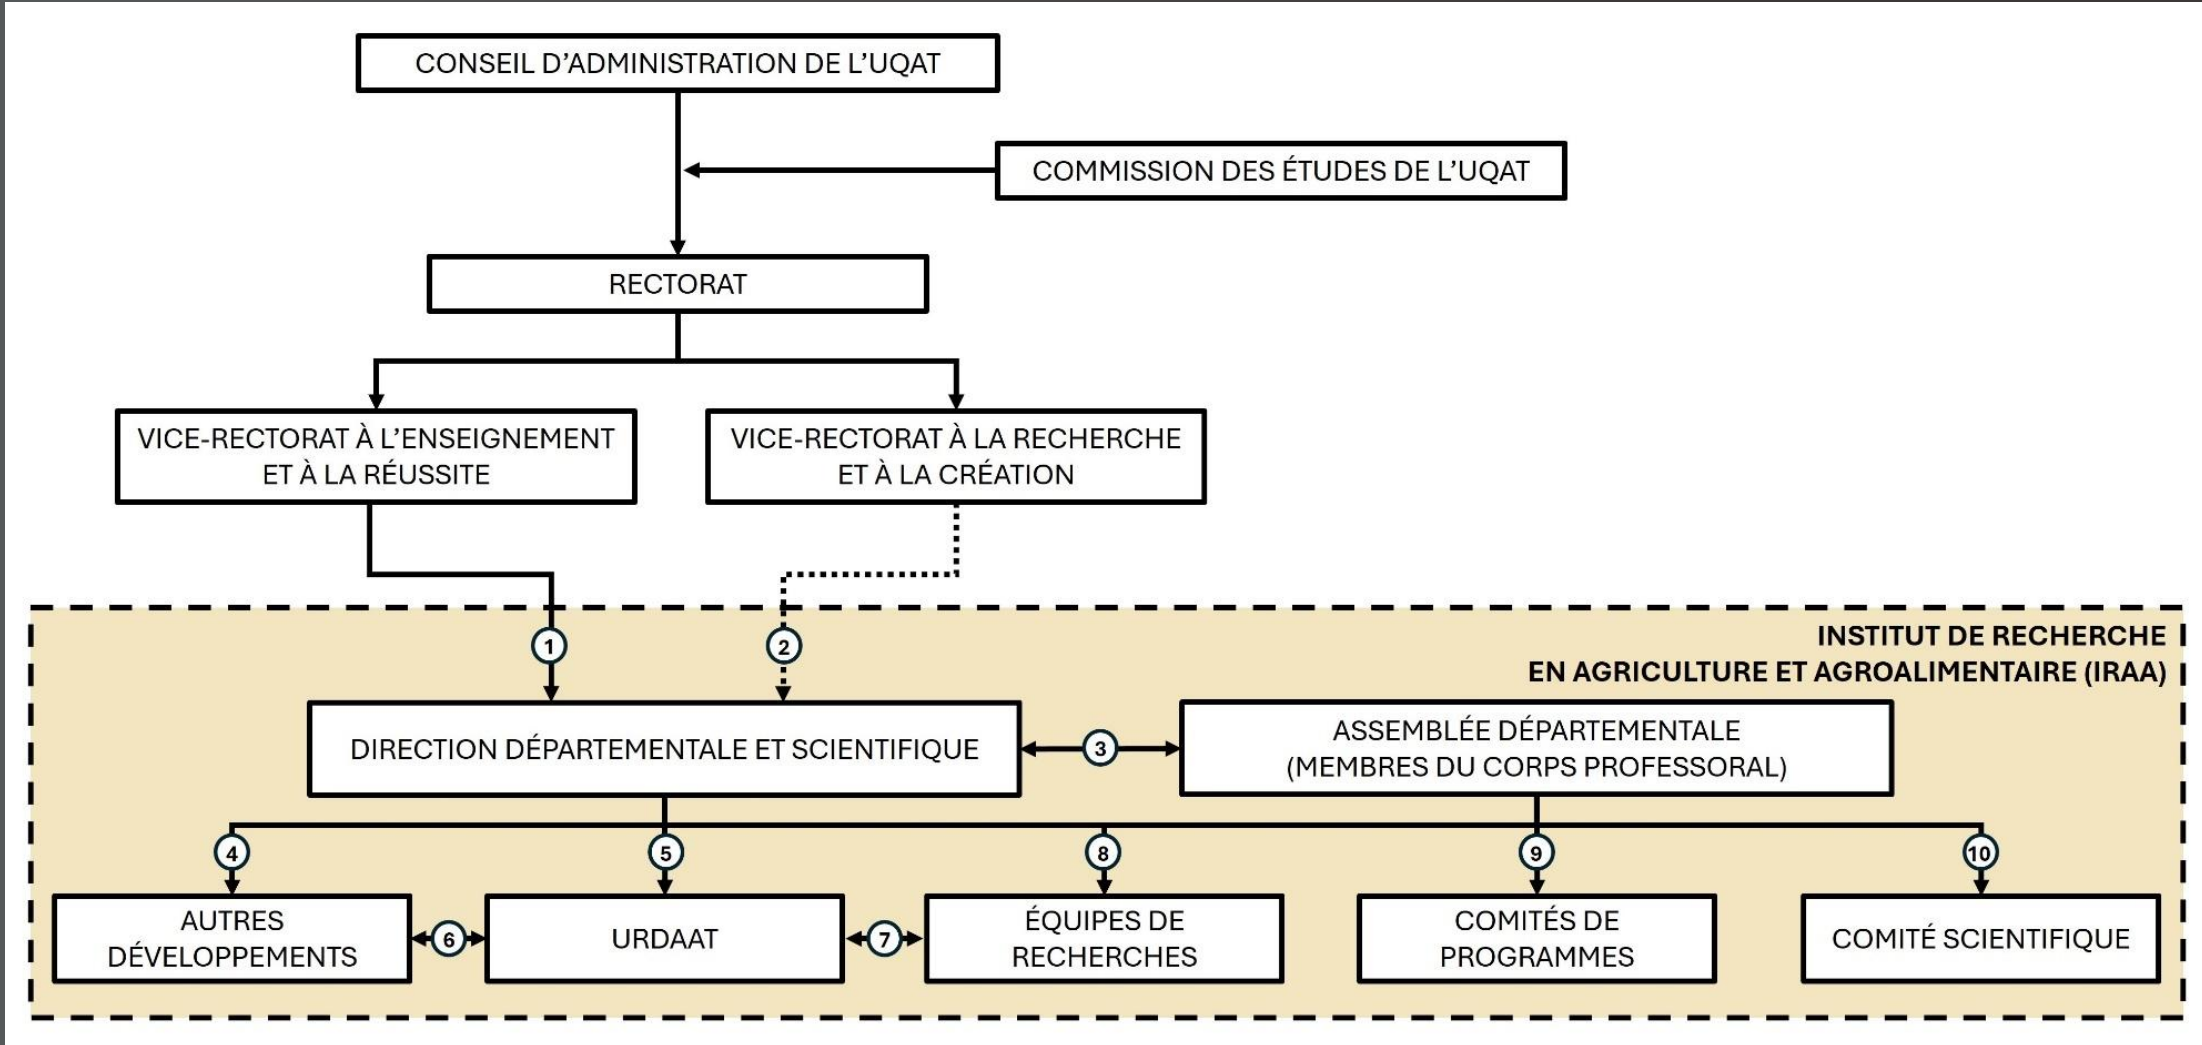 CONSEIL D’ADMINISTRATION DE L’UQAT
COMMISSION DES ÉTUDES DE L’UQAT
RECTORAT
VICE-RECTORAT À L’ENSEIGNEMENT
ET À LA RÉUSSITE
VICE-RECTORAT À LA RECHERCHE
ET À LA CRÉATION
INSTITUT DE RECHERCHE
EN AGRICULTURE ET AGROALIMENTAIRE (IRAA)
1
2
DIRECTION DÉPARTEMENTALE ET SCIENTIFIQUE
3
ASSEMBLÉE DÉPARTEMENTALE
(MEMBRES DU CORPS PROFESSORAL)
4
5
8
9
10
AUTRES
DÉVELOPPEMENTS
6
URDAAT
7
ÉQUIPES DE
RECHERCHES
COMITÉS DE
PROGRAMMES
COMITÉ SCIENTIFIQUE